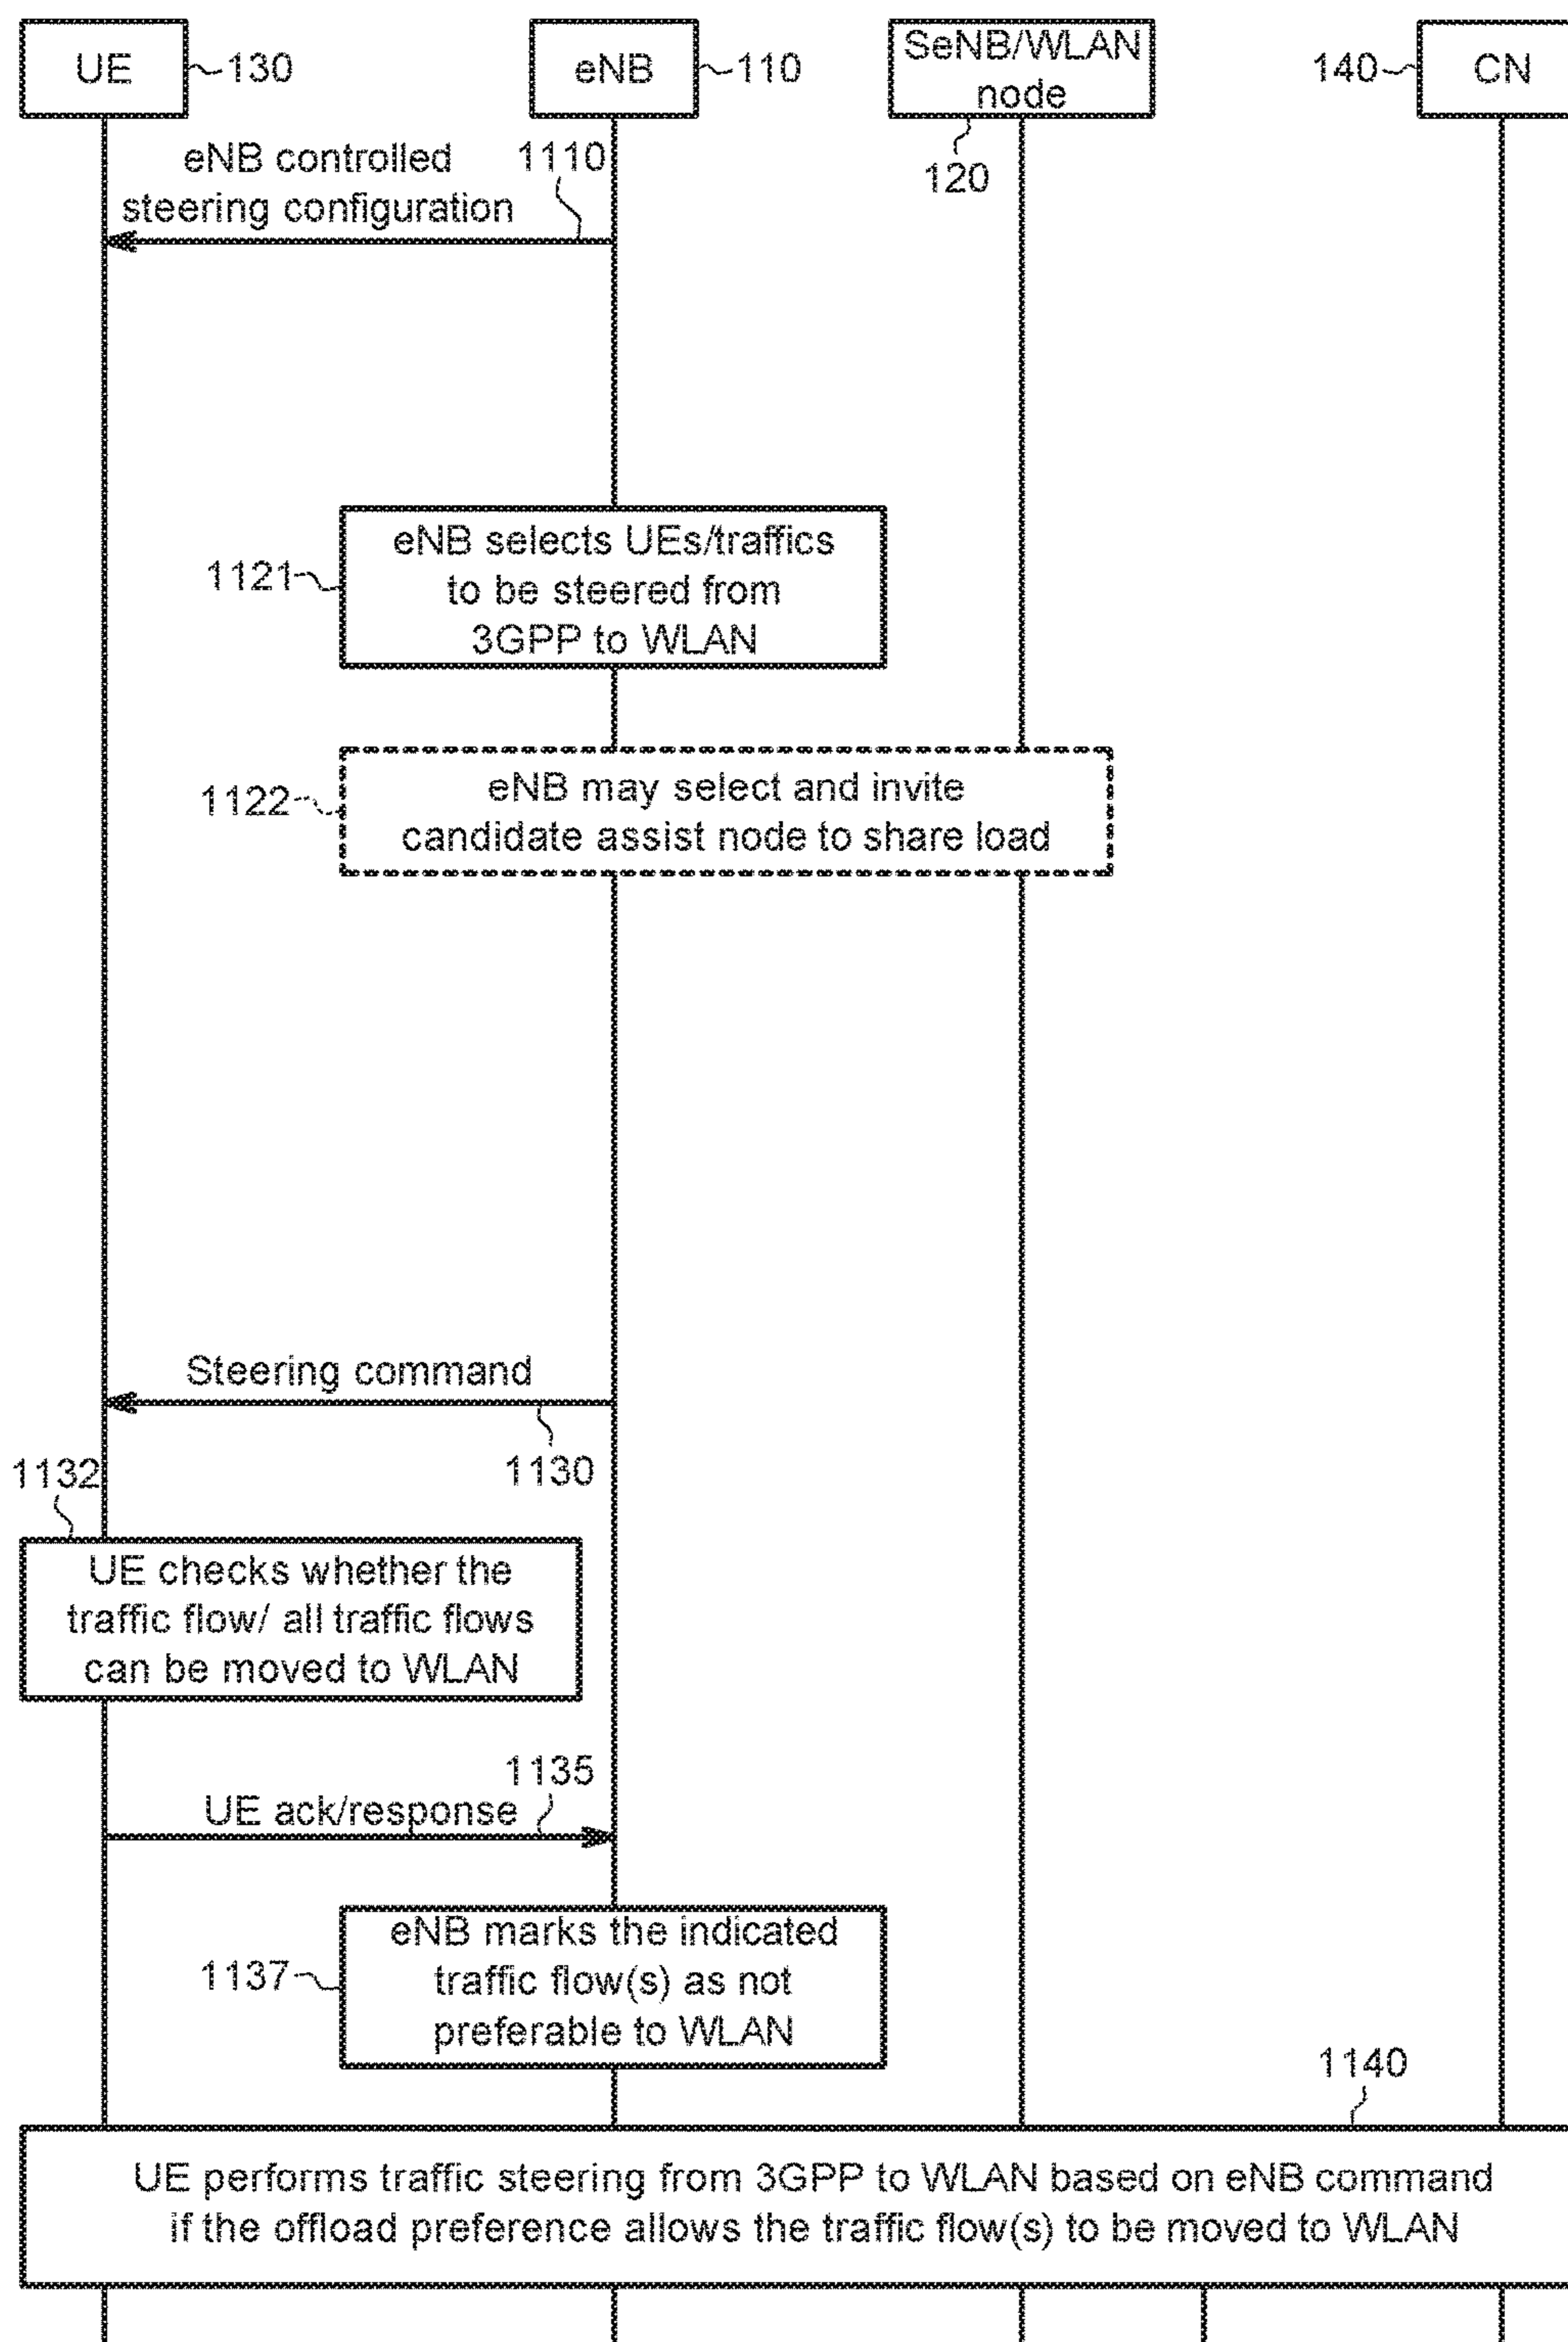 UE
130
eNB
110
SeNB/WLAN
node
120
140
CN
eNB controlled
steering configuration
1110
eNB selects UEs/traffics
to be steered from
3GPP to WLAN
1121
eNB may select and invite
candidate assist node to share load
1122
Steering command
1130
1132
UE checks whether the
traffic flow/ all traffic flows
can be moved to WLAN
1135
UE ack/response
eNB marks the indicated
traffic flow(s) as not
preferable to WLAN
1137
1140
UE performs traffic steering from 3GPP to WLAN based on eNB command
if the offload preference allows the traffic flow(s) to be moved to WLAN